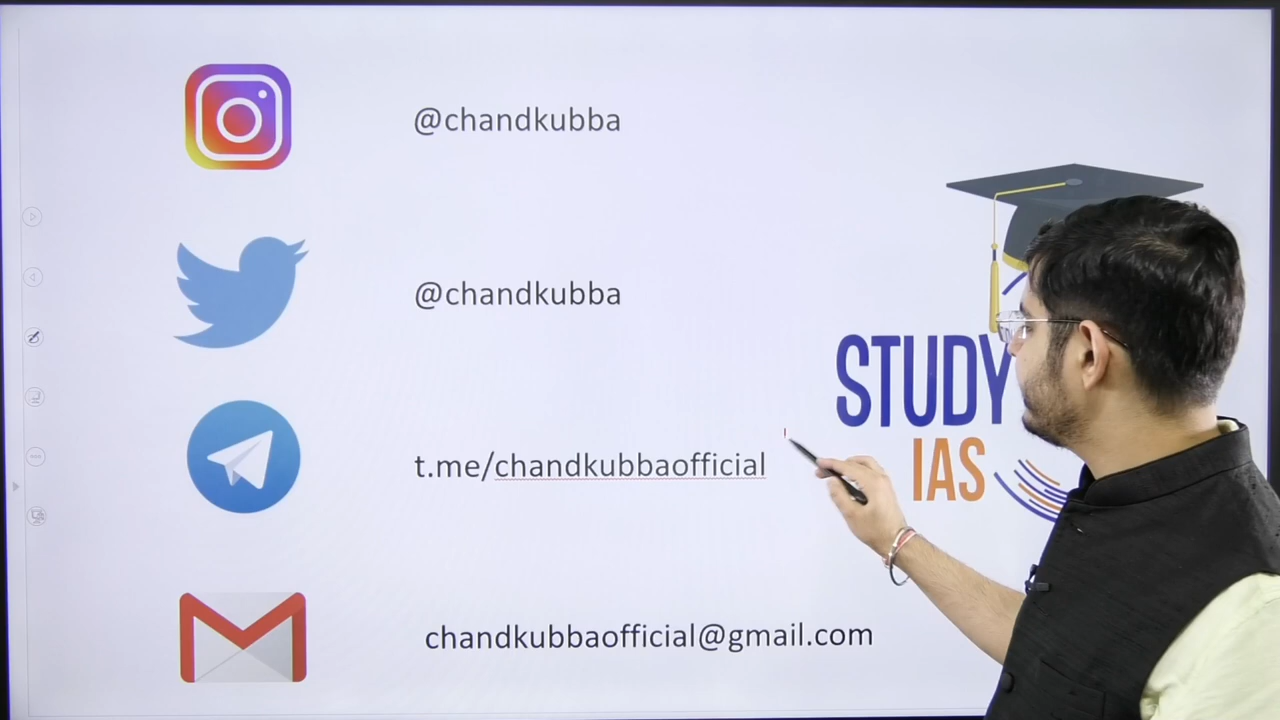 @chandkubba
@chandkubba
t.me/chandkubbaofficial
chandkubbaofficial@gmail.com
STUDY
IAS